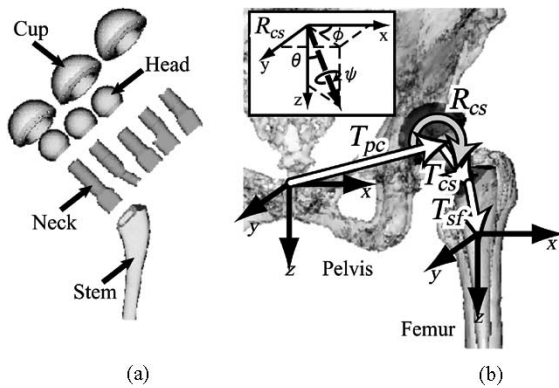 Cup
Head
Neck
Stem
(a)
R_cs
x
ϕ
y
θ
ψ
z
R_cs
T_pc
T_cs
T_sf
x
y
z
Pelvis
x
y
z
Femur
(b)